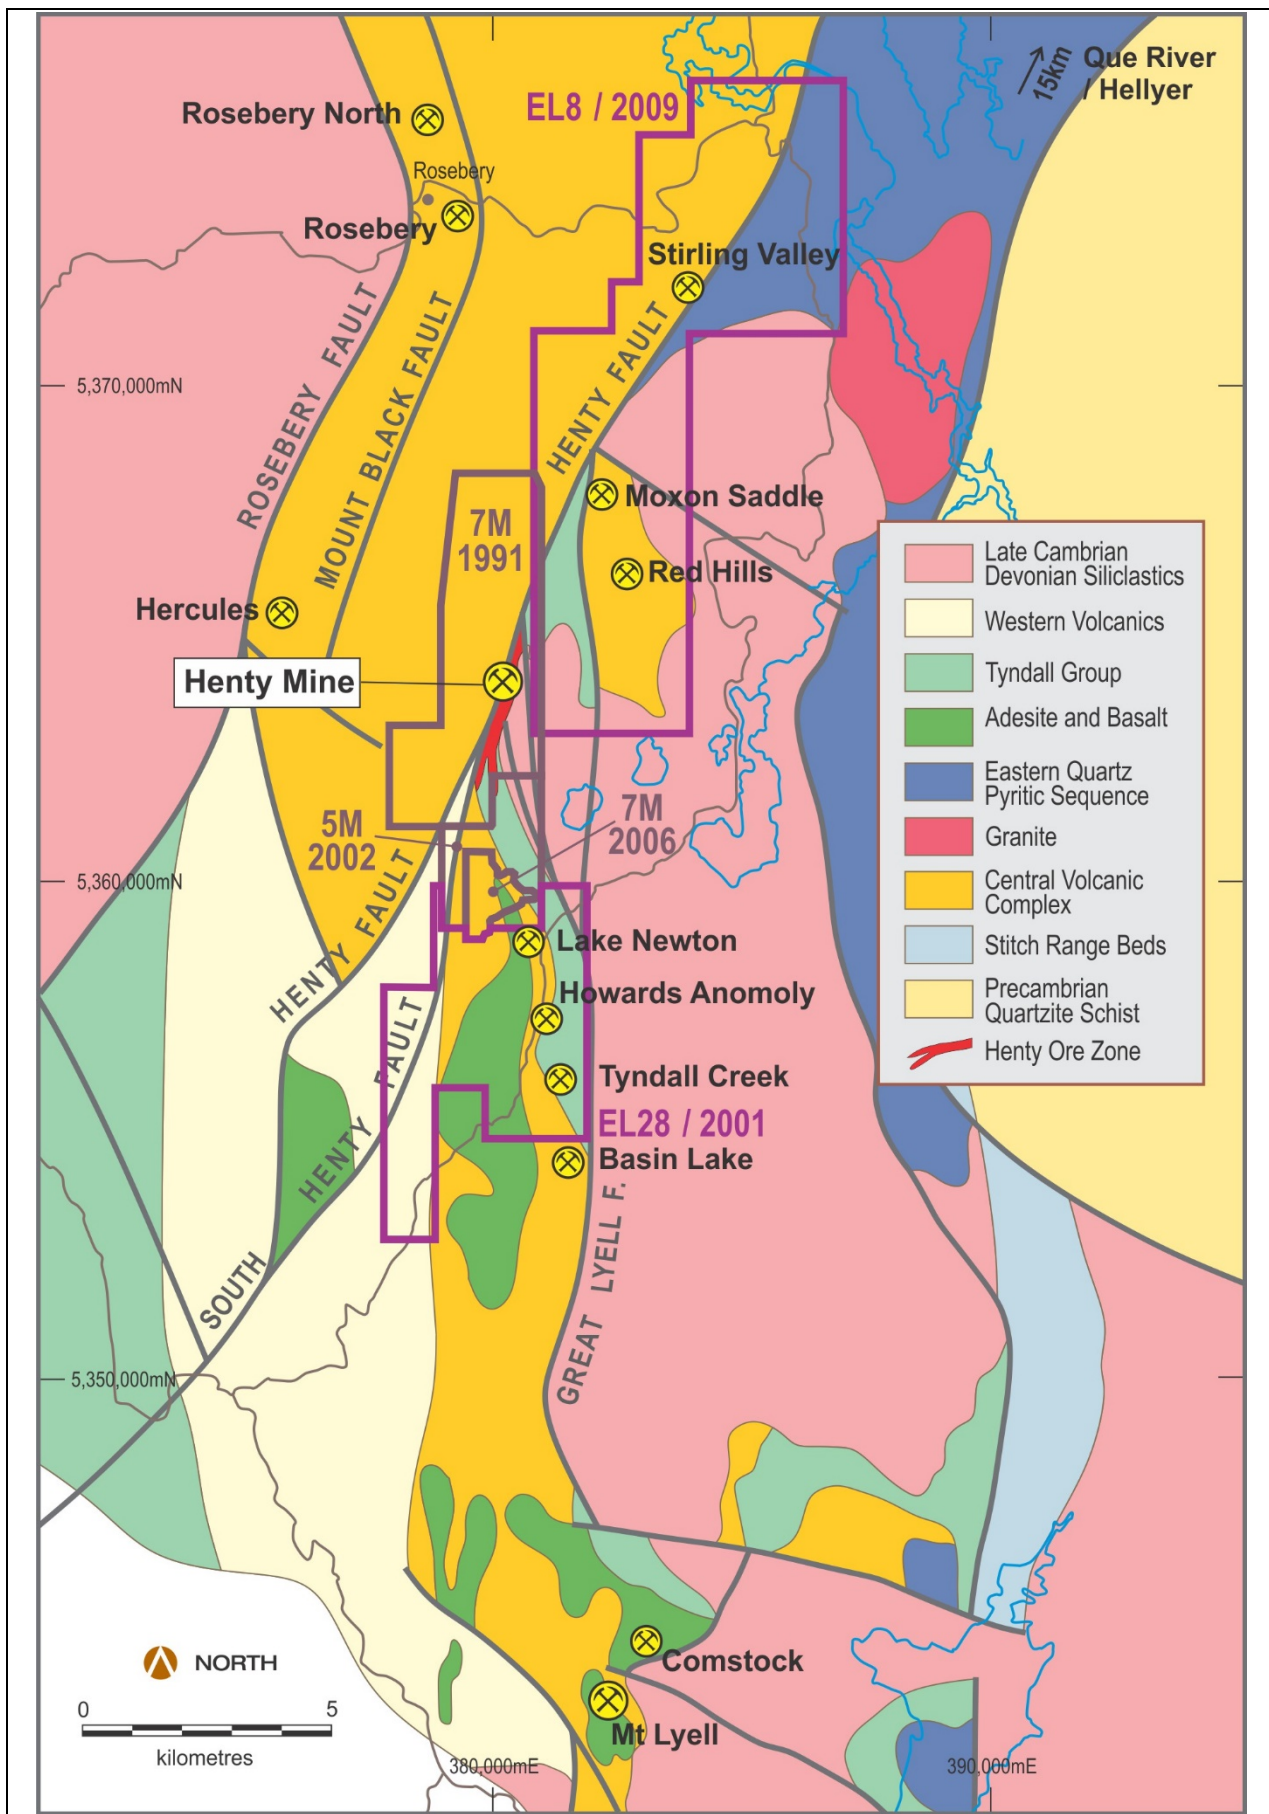 Que River
/ Hellyer
15km
EL8 / 2009
Rosebery North
Rosebery
Rosebery
Stirling Valley
ROSEBERY FAULT
MOUNT BLACK FAULT
HENTY FAULT
5,370,000mN
7M
1991
Moxon Saddle
Red Hills
Hercules
Henty Mine
5M
2002
7M
2006
5,360,000mN
HENTY FAULT
Lake Newton
Howards Anomoly
Tyndall Creek
EL28 / 2001
Basin Lake
SOUTH HENTY FAULT
GREAT LYELL F.
5,350,000mN
Late Cambrian
Devonian Siliclastics
Western Volcanics
Tyndall Group
Adesite and Basalt
Eastern Quartz
Pyritic Sequence
Granite
Central Volcanic
Complex
Stitch Range Beds
Precambrian
Quartzite Schist
Henty Ore Zone
Comstock
Mt Lyell
NORTH
0 5
kilometres
380,000mE
390,000mE